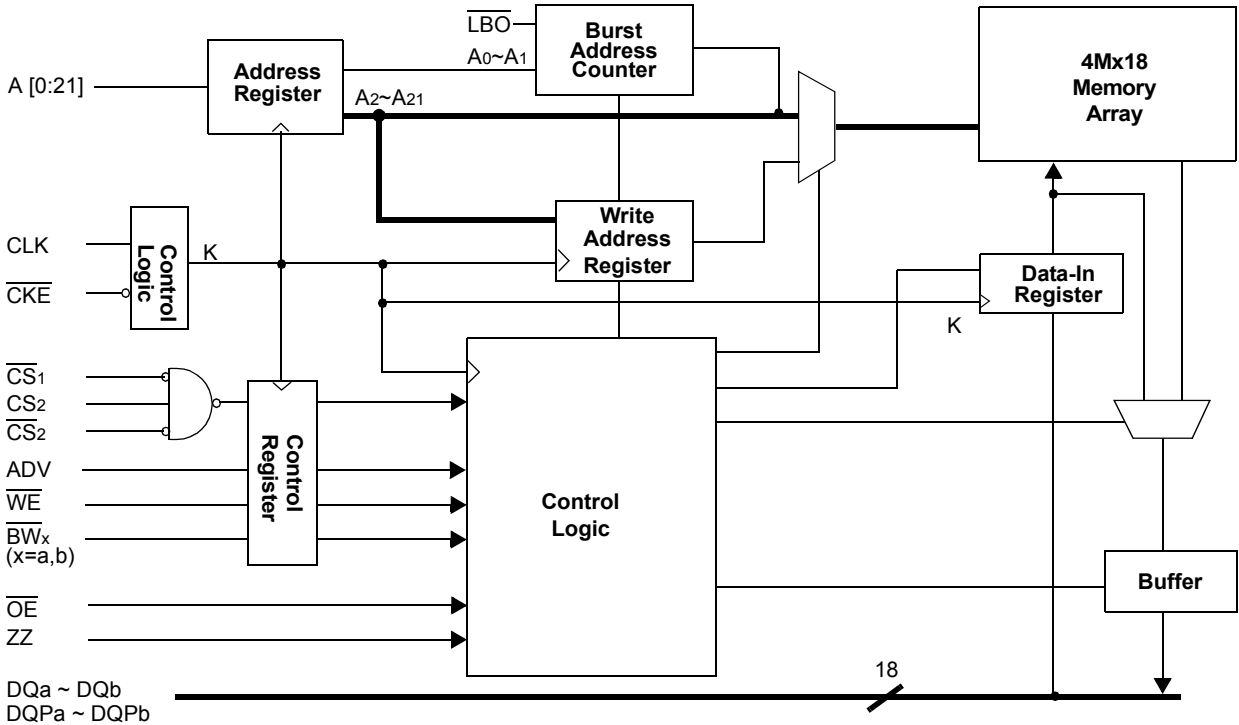 LBO
A0~A1
Burst
Address
Counter
4Mx18
Memory
Array
A [0:21]
Address
Register
A2~A21
Write
Address
Register
CLK
CKE
Control
Logic
K
Data-In
Register
K
CS1
CS2
CS2
ADV
WE
BWx
(x=a,b)
OE
ZZ
Control
Register
Control
Logic
Buffer
18
DQa ~ DQb
DQPa ~ DQPb